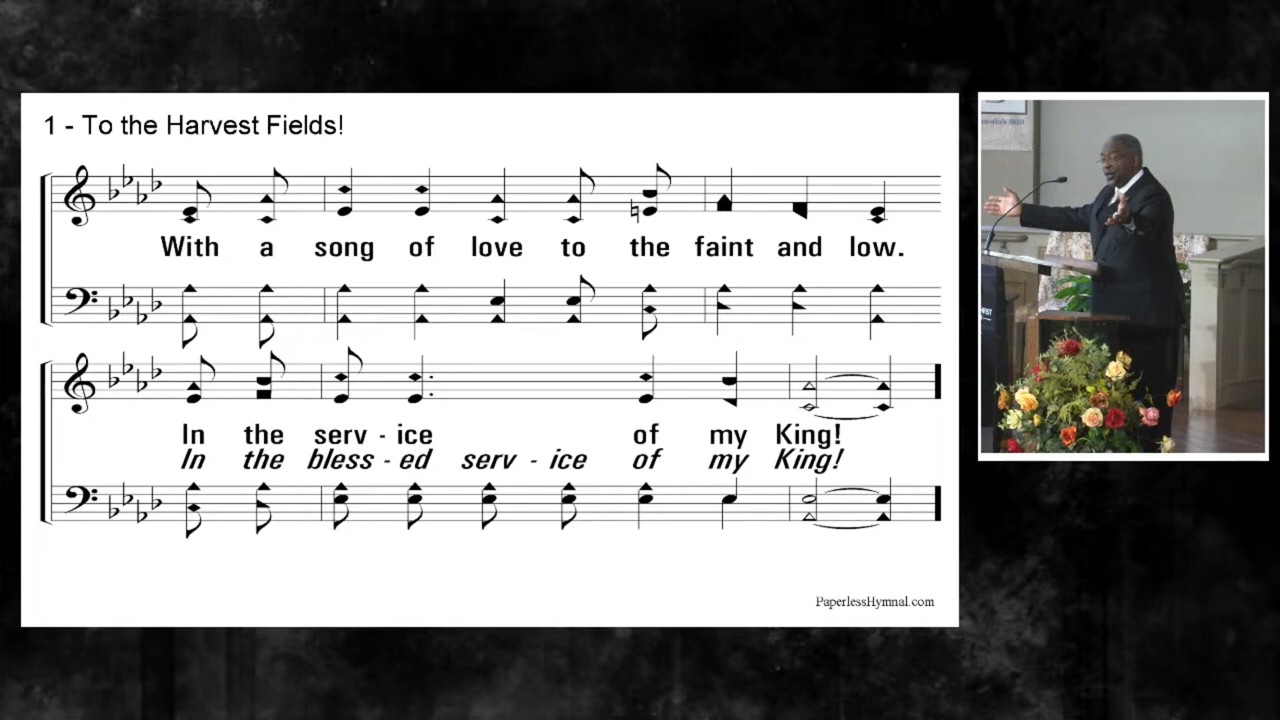 1 - To the Harvest Fields!
With a song of love to the faint and low.
In the serv - ice of my King!
In the bless - ed serv - ice of my King!
PaperlessHymnal.com